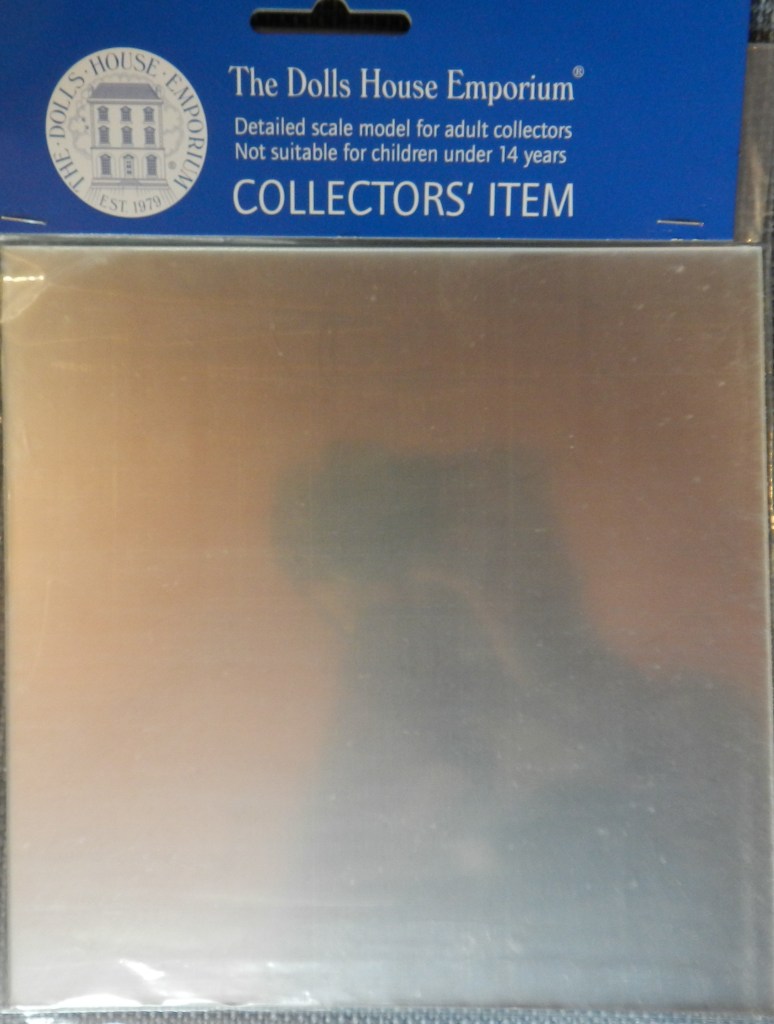 THE · DOLLS · HOUSE · EMPORIUM ®
EST. 1979
The Dolls House Emporium®
Detailed scale model for adult collectors
Not suitable for children under 14 years
COLLECTORS' ITEM